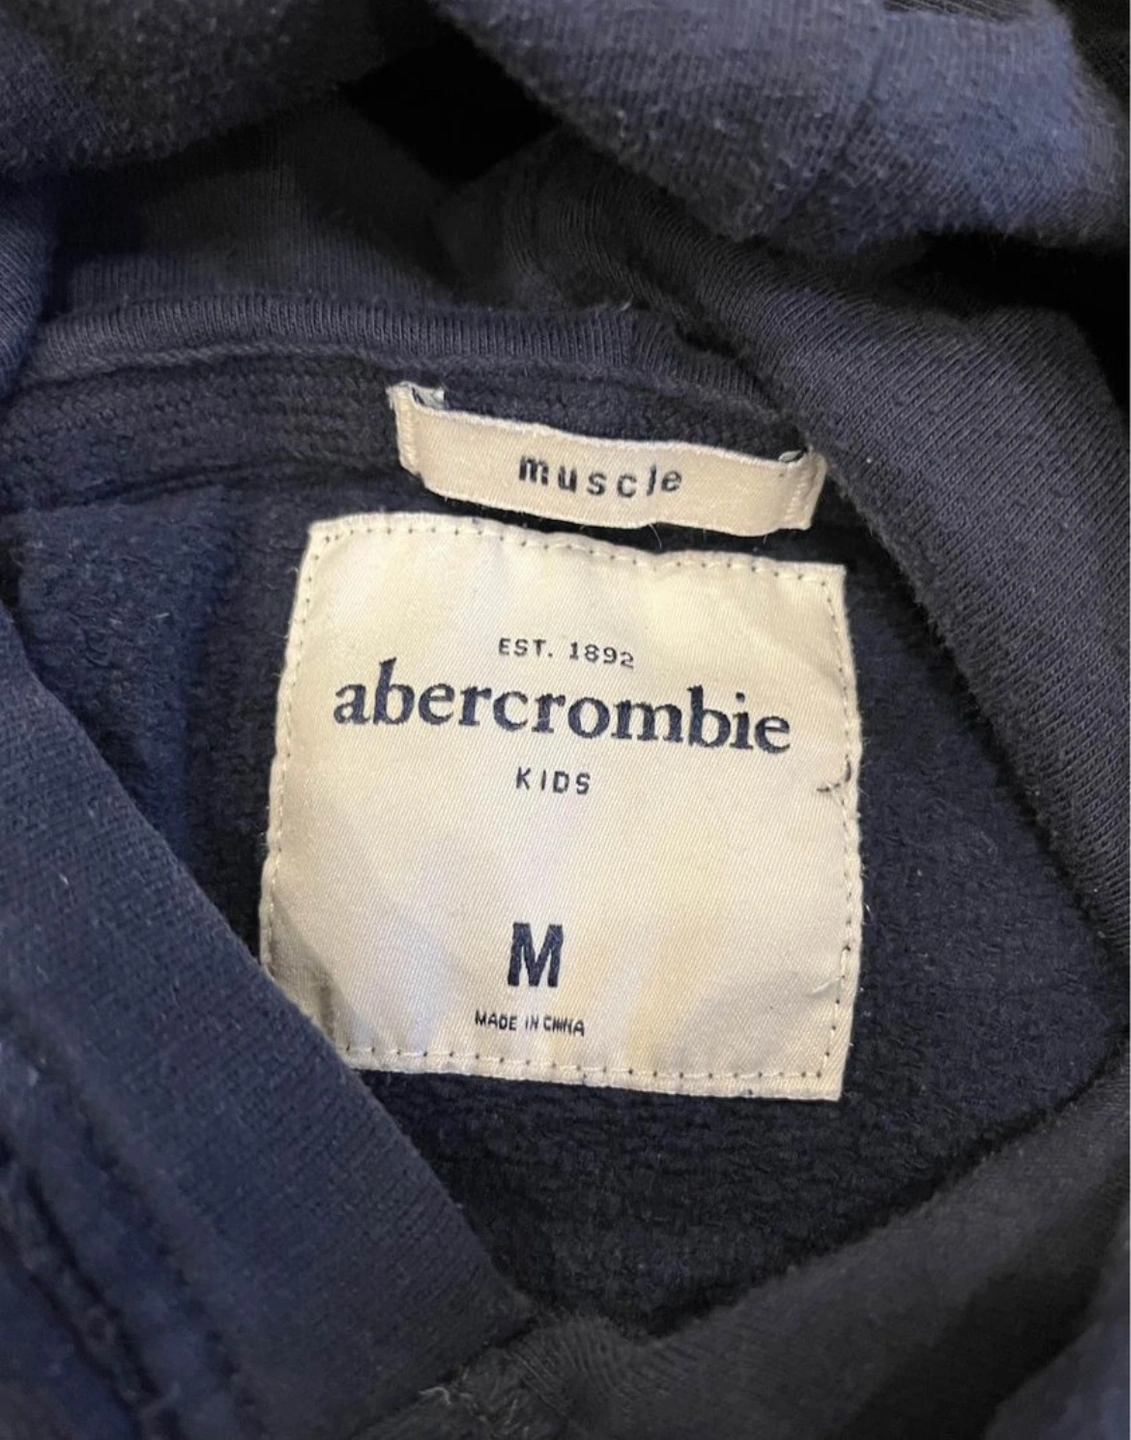 muscle
EST. 1892
abercrombie
KIDS
M
MADE IN CHINA